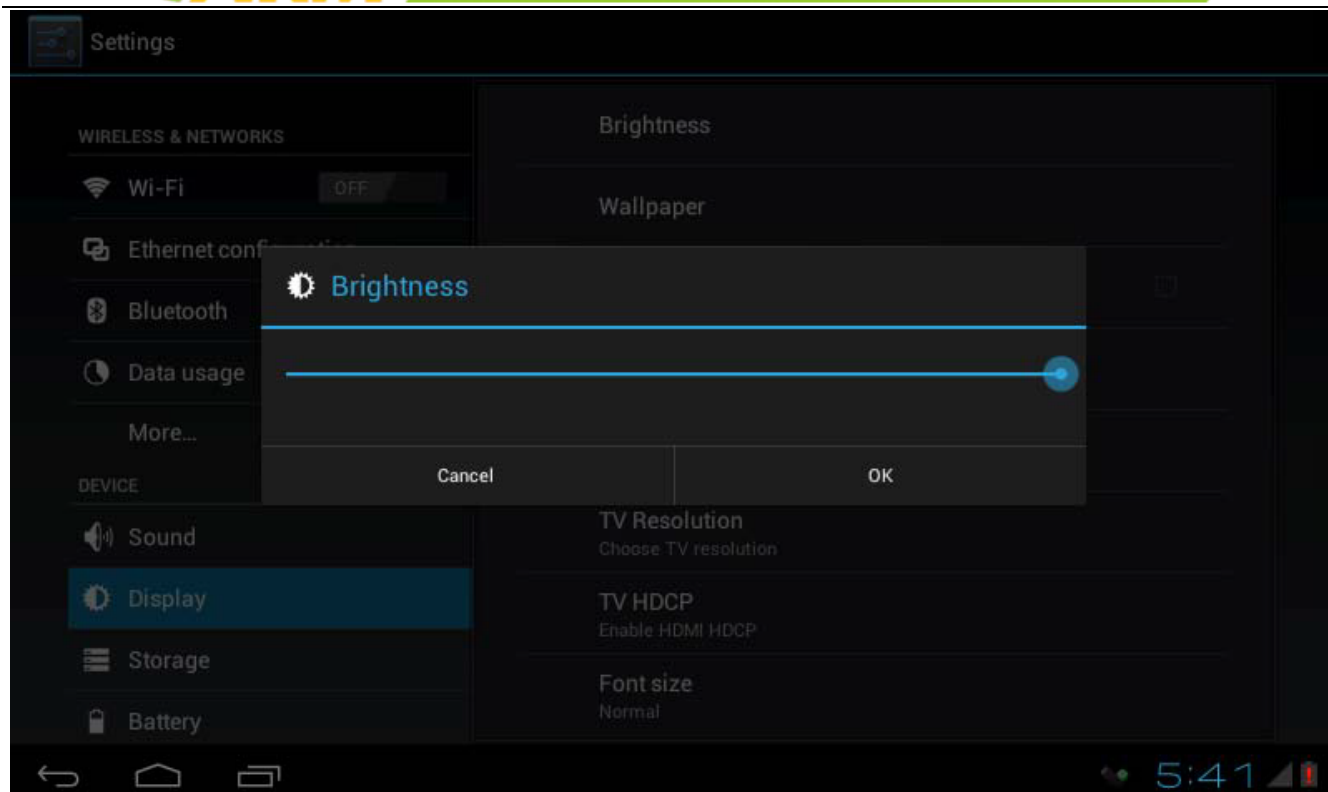 Settings
WIRELESS & NETWORKS
Wi-Fi OFF
Ethernet
Bluetooth
Data usage
More...
DEVICE
Sound
Display
Storage
Battery
Brightness
Wallpaper
Brightness
Cancel OK
TV Resolution
Choose TV resolution
TV HDCP
Enable HDMI HDCP
Font size
Normal
5:41